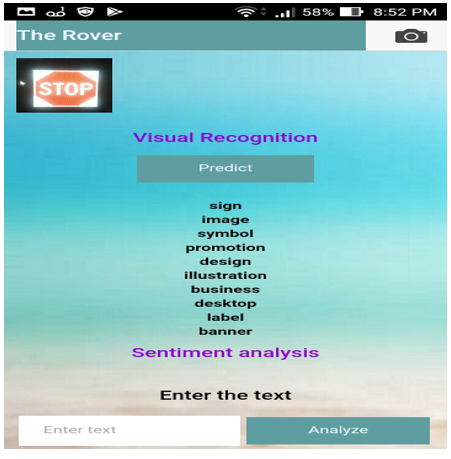 58% 8:52 PM
The Rover
STOP
Visual Recognition
Predict
sign
image
symbol
promotion
design
illustration
business
desktop
label
banner
Sentiment analysis
Enter the text
Enter text
Analyze